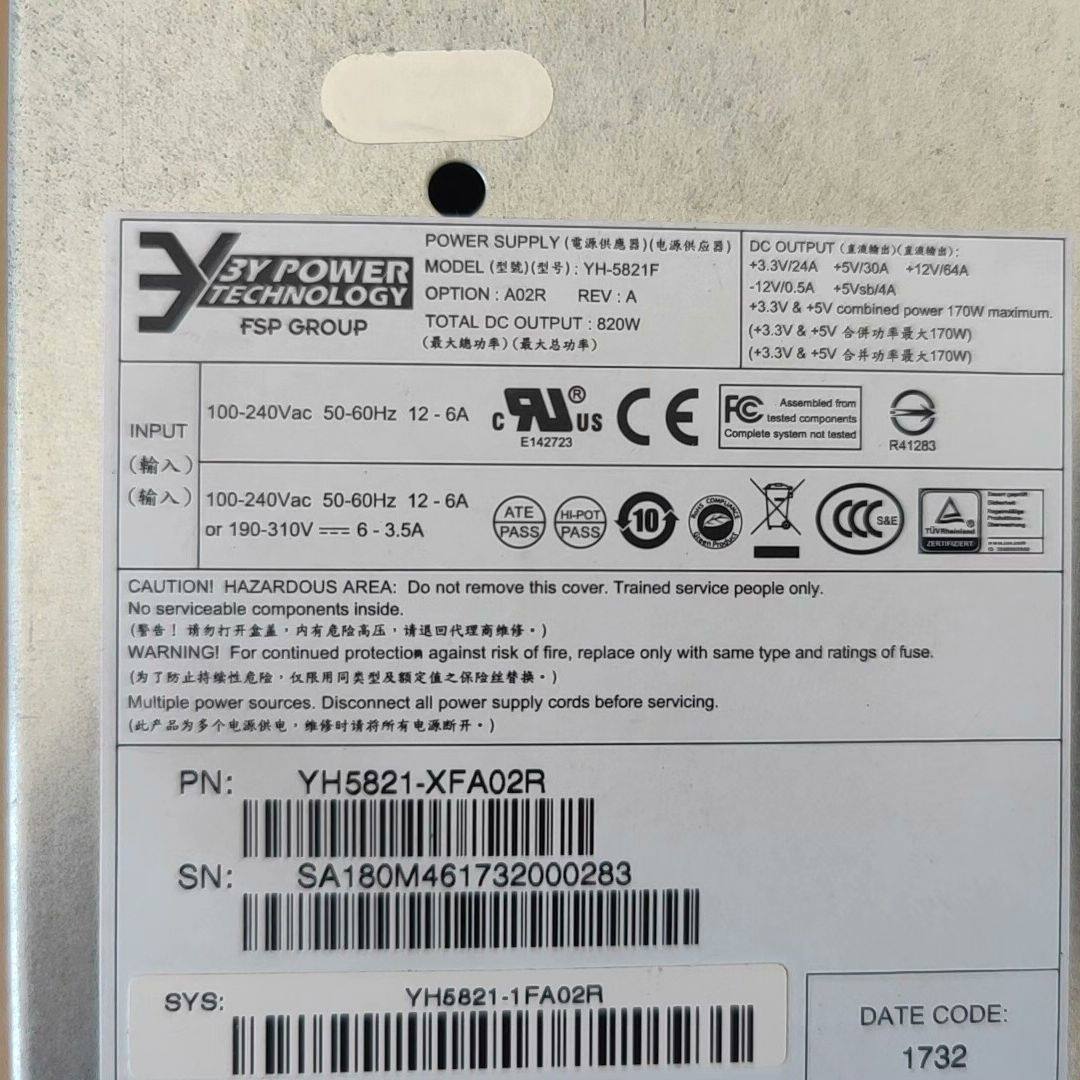 3Y POWER
TECHNOLOGY
FSP GROUP
POWER SUPPLY (電源供應器)(电源供应器)
MODEL (型號)(型号) : YH-5821F
OPTION : A02R REV : A
TOTAL DC OUTPUT : 820W
(最大總功率)(最大总功率)
DC OUTPUT (直流輸出)(直流输出) :
+3.3V/24A +5V/30A +12V/64A
-12V/0.5A +5Vsb/4A
+3.3V & +5V combined power 170W maximum.
(+3.3V & +5V 合併功率最大170W)
(+3.3V & +5V 合并功率最大170W)
INPUT
(輸入)
(输入)
100-240Vac 50-60Hz 12 - 6A
c RU US
®
E142723
CE
FC Assembled from
tested components
Complete system not tested
R41283
100-240Vac 50-60Hz 12 - 6A
or 190-310V ⎓ 6 - 3.5A
ATE
PASS
HI-POT
PASS
10
RoHS COMPLIANCE
Green Product
CCC S&E
TÜVRheinland
ZERTIFIZIERT
CAUTION! HAZARDOUS AREA: Do not remove this cover. Trained service people only.
No serviceable components inside.
(警告！請勿打开盒盖，内有危险高压，请退回代理商维修。)
WARNING! For continued protection against risk of fire, replace only with same type and ratings of fuse.
(为了防止持续性危险，仅限用同类型及额定值之保险丝替换。)
Multiple power sources. Disconnect all power supply cords before servicing.
(此产品为多个电源供电，维修时请将所有电源断开。)
PN: YH5821-XFA02R
SN: SA180M461732000283
SYS: YH5821-1FA02R
DATE CODE:
1732